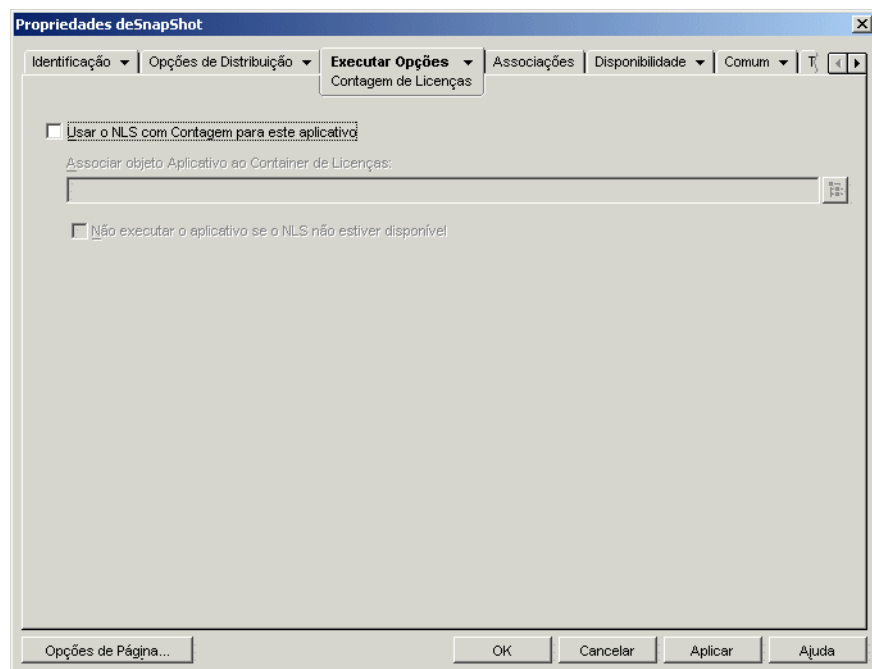 Propriedades deSnapShot
Identificação
Opções de Distribuição
Executar Opções
Associações
Disponibilidade
Comum
Contagem de Licenças
Usar o NLS com Contagem para este aplicativo
Associar objeto Aplicativo ao Container de Licenças:
Não executar o aplicativo se o NLS não estiver disponível
Opções de Página...
OK
Cancelar
Aplicar
Ajuda